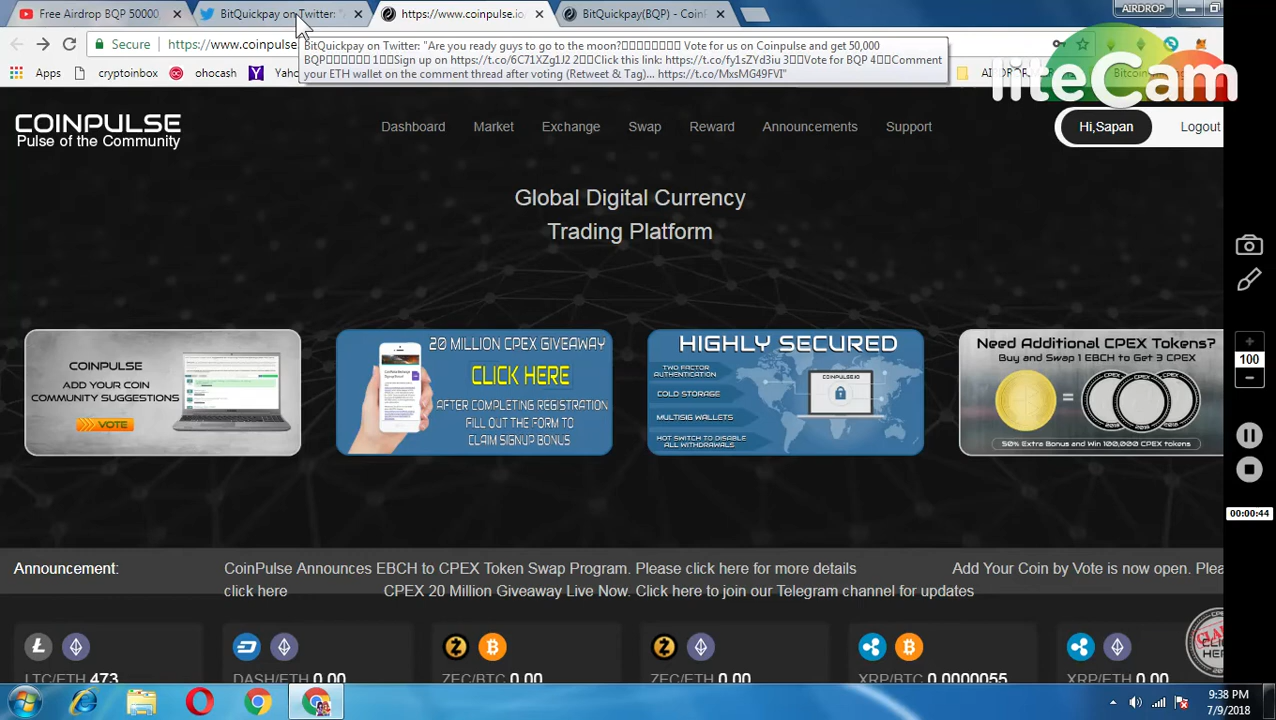 Free Airdrop BQP 50000
BitQuickpay on Twitter: "
https://www.coinpulse.io
BitQuickpay(BQP) - CoinP
AIRDROP
Secure
https://www.coinpulse
BitQuickpay on Twitter: "Are you ready guys to go to the moon?▯▯▯▯▯▯▯▯ Vote for us on Coinpulse and get 50,000
BQP▯▯▯▯▯▯ 1▯▯Sign up on https://t.co/6C71XZg1J2 2▯▯Click this link: https://t.co/fy1sZYd3iu 3▯▯Vote for BQP 4▯▯Comment
your ETH wallet on the comment thread after voting (Retweet & Tag)... https://t.co/MxsMG49FVI"
Apps
cryptoinbox
ohocash
liteCam
COINPULSE
Pulse of the Community
Dashboard
Market
Exchange
Swap
Reward
Announcements
Support
Hi,Sapan
Logout
Global Digital Currency
Trading Platform
COINPULSE
ADD YOUR COIN
COMMUNITY SUGGESTIONS
VOTE
20 MILLION CPEX GIVEAWAY
CLICK HERE
AFTER COMPLETING REGISTRATION
FILL OUT THE FORM TO
CLAIM SIGNUP BONUS
HIGHLY SECURED
TWO FACTOR
AUTHENTICATION
COLD STORAGE
MULTISIG WALLETS
HOT SWITCH TO DISABLE
ALL WITHDRAWALS
COINPULSE.IO
Need Additional CPEX Tokens?
Buy and Swap 1 EBCH to Get 3 CPEX
50% Extra Bonus and Win 100,000 CPEX tokens
100
00:00:44
Announcement:
CoinPulse Announces EBCH to CPEX Token Swap Program. Please click here for more details
Add Your Coin by Vote is now open. Plea
click here
CPEX 20 Million Giveaway Live Now. Click here to join our Telegram channel for updates
LTC/ETH 473
DASH/ETH 0.00
ZEC/BTC 0.00
ZEC/ETH 0.00
XRP/BTC 0.0000055
XRP/ETH 0.00
9:38 PM
7/9/2018